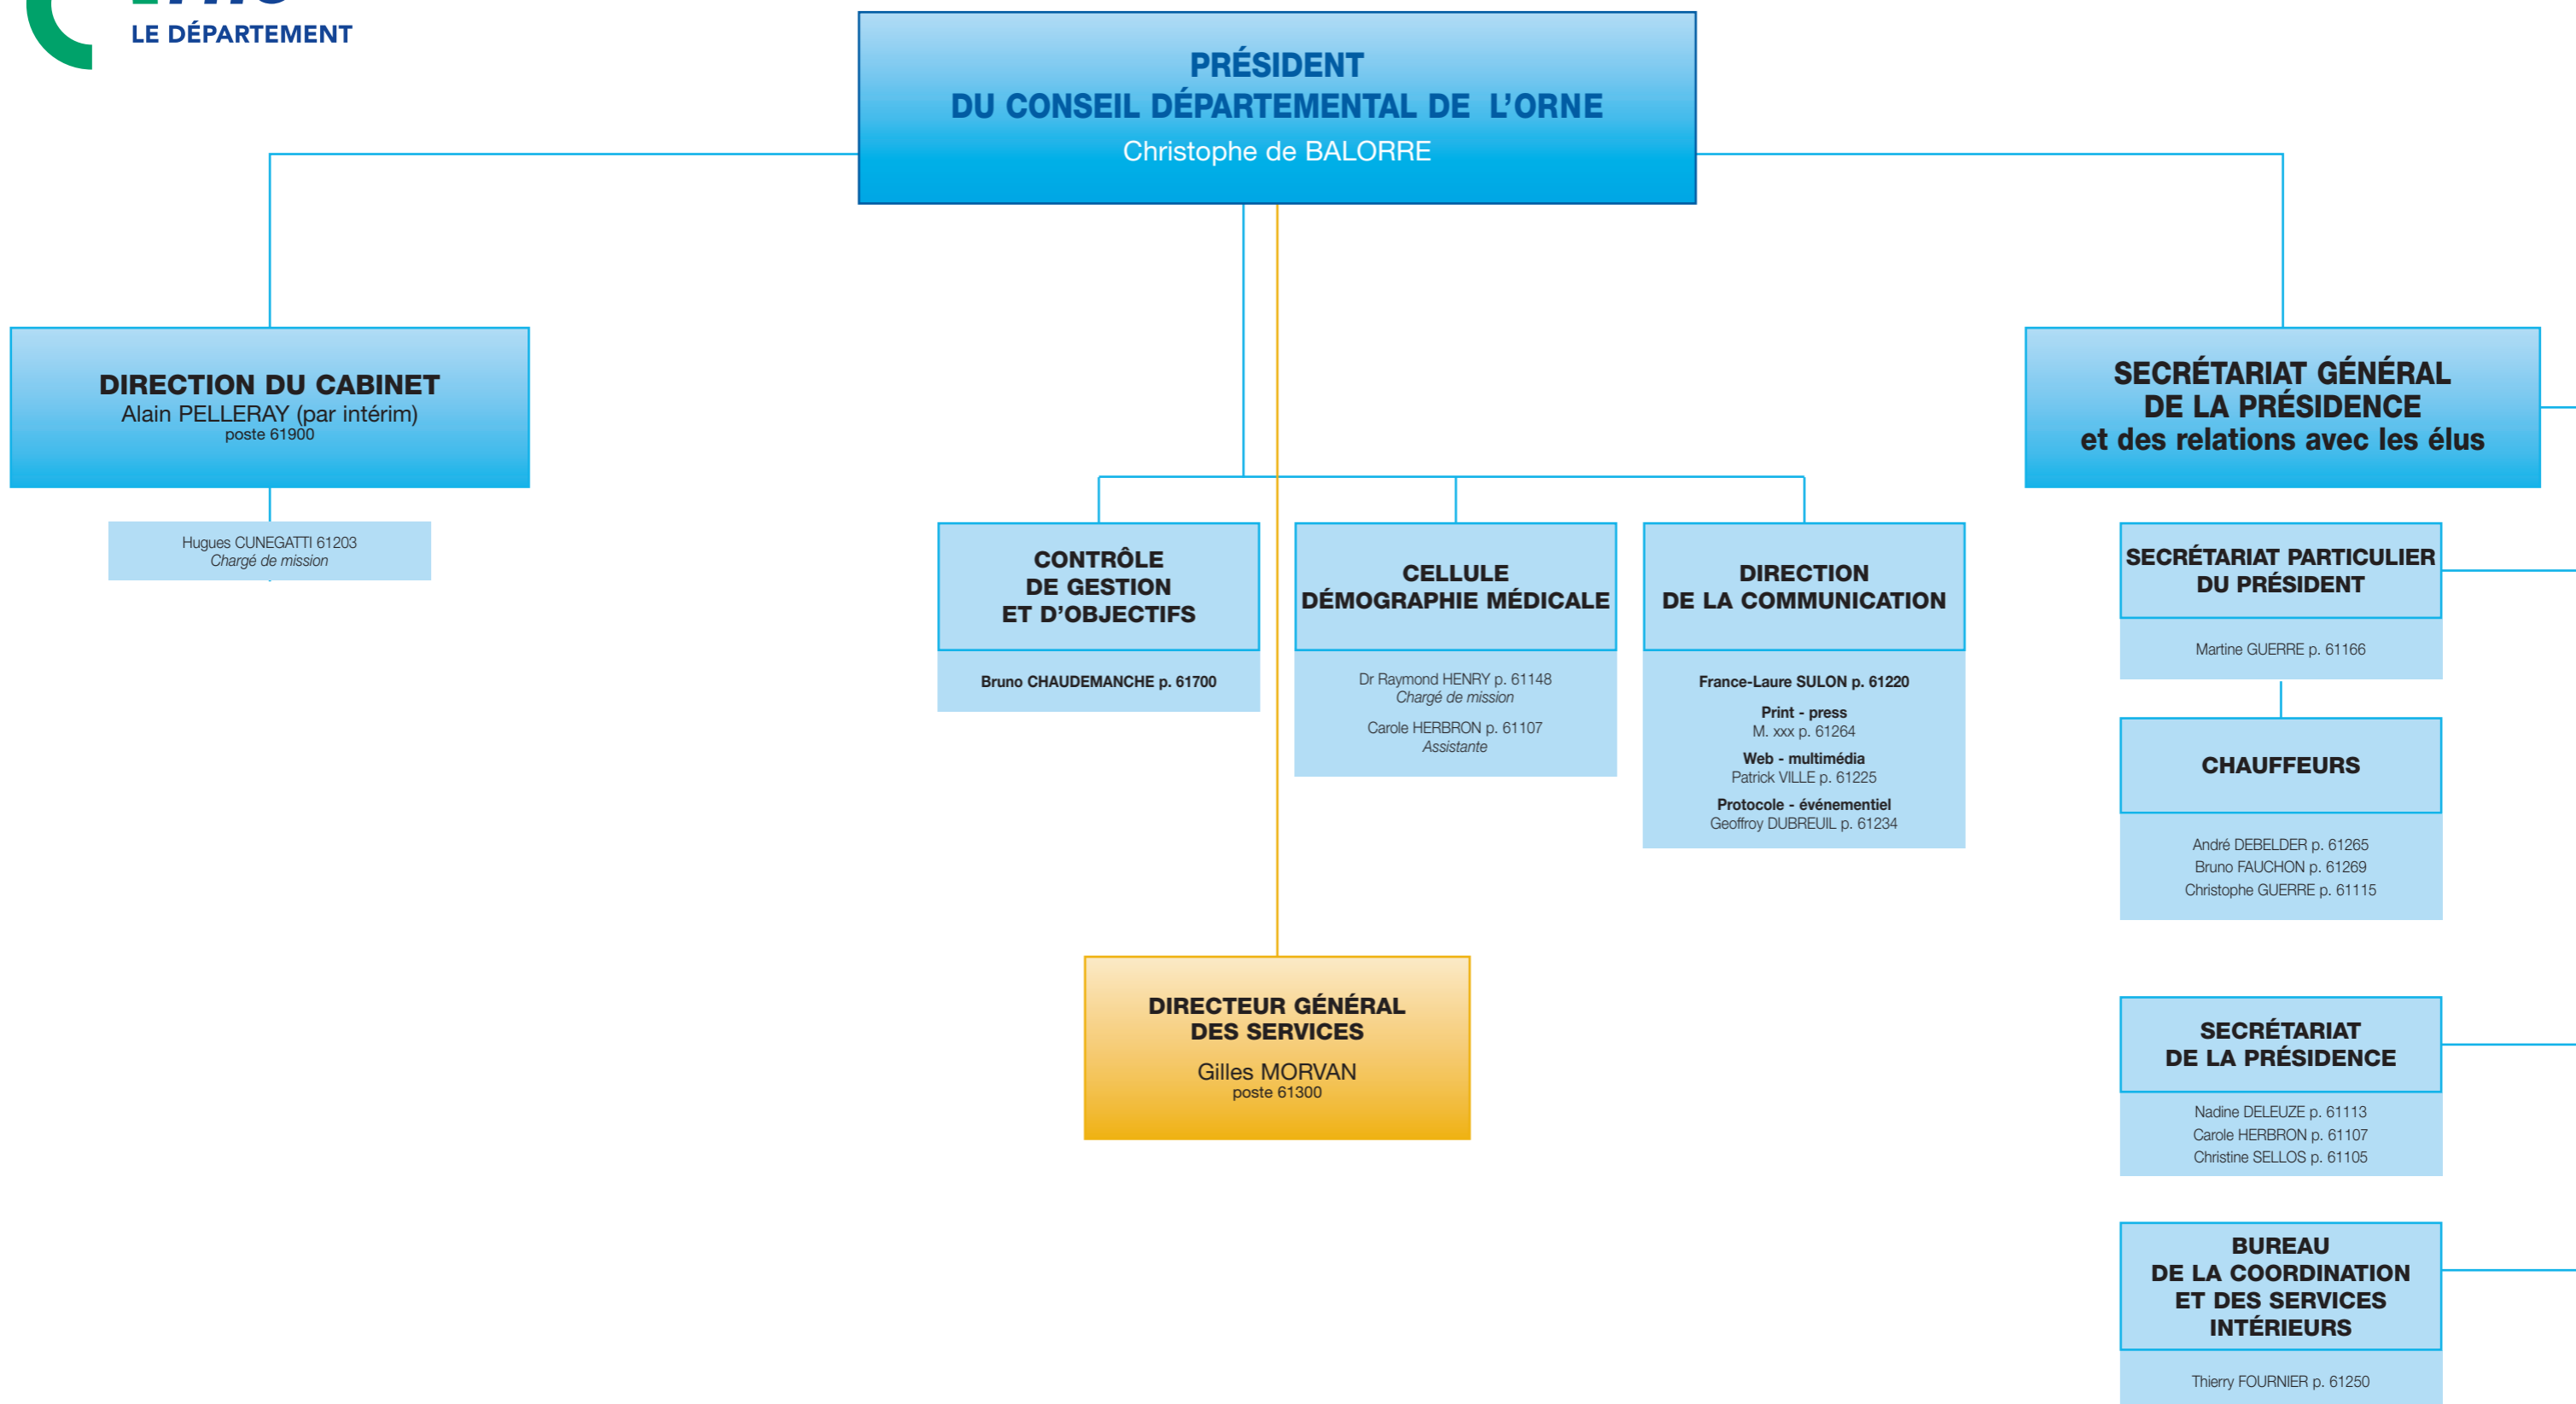 LE DÉPARTEMENT
PRÉSIDENT
DU CONSEIL DÉPARTEMENTAL DE L’ORNE
Christophe de BALORRE
DIRECTION DU CABINET
Alain PELLERAY (par intérim)
poste 61900
Hugues CUNEGATTI 61203
Chargé de mission
CONTRÔLE
DE GESTION
ET D’OBJECTIFS
Bruno CHAUDEMANCHE p. 61700
CELLULE
DÉMOGRAPHIE MÉDICALE
Dr Raymond HENRY p. 61148
Chargé de mission
Carole HERBRON p. 61107
Assistante
DIRECTION
DE LA COMMUNICATION
France-Laure SULON p. 61220
Print - press
M. xxx p. 61264
Web - multimédia
Patrick VILLE p. 61225
Protocole - événementiel
Geoffroy DUBREUIL p. 61234
DIRECTEUR GÉNÉRAL
DES SERVICES
Gilles MORVAN
poste 61300
SECRÉTARIAT GÉNÉRAL
DE LA PRÉSIDENCE
et des relations avec les élus
SECRÉTARIAT PARTICULIER
DU PRÉSIDENT
Martine GUERRE p. 61166
CHAUFFEURS
André DEBELDER p. 61265
Bruno FAUCHON p. 61269
Christophe GUERRE p. 61115
SECRÉTARIAT
DE LA PRÉSIDENCE
Nadine DELEUZE p. 61113
Carole HERBRON p. 61107
Christine SELLOS p. 61105
BUREAU
DE LA COORDINATION
ET DES SERVICES
INTÉRIEURS
Thierry FOURNIER p. 61250